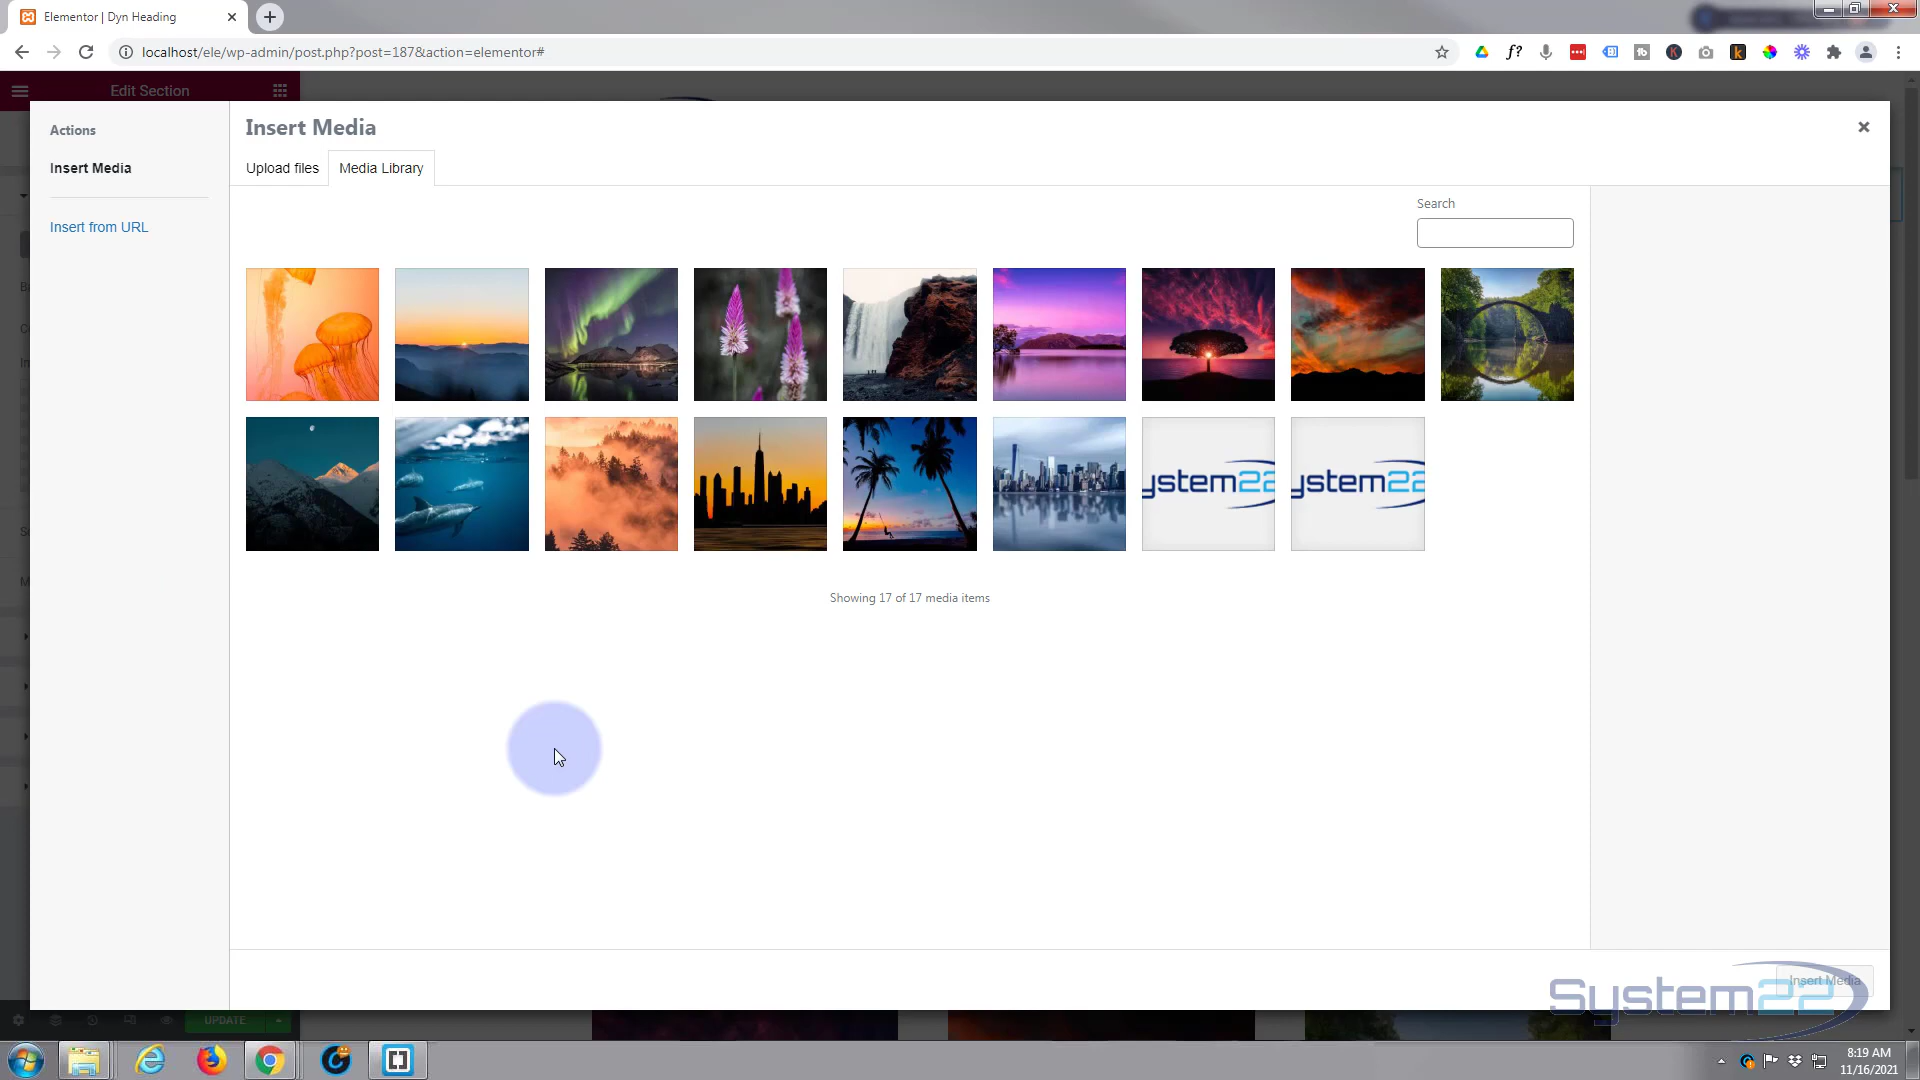 Elementor | Dyn Heading
localhost/ele/wp-admin/post.php?post=187&action=elementor#
Edit Section
Actions
Insert Media
Insert from URL
Insert Media
Upload files
Media Library
Search
ystem22
ystem22
Showing 17 of 17 media items
Insert Media
System22
UPDATE
8:19 AM
11/16/2021